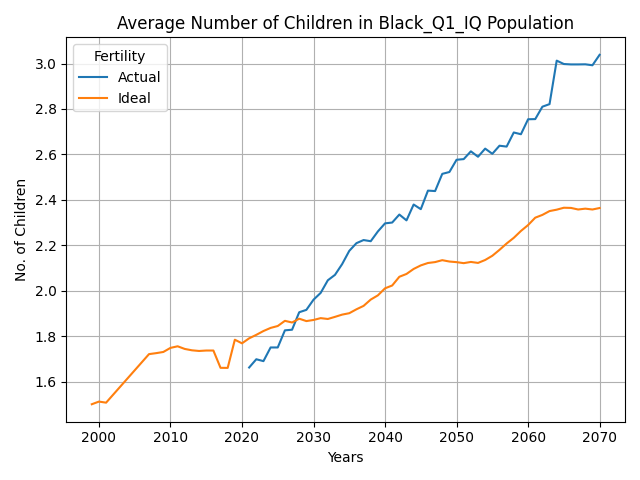 Average Number of Children in Black_Q1_IQ Population
Fertility
Actual
Ideal
No. of Children
3.0
2.8
2.6
2.4
2.2
2.0
1.8
1.6
2000 2010 2020 2030 2040 2050 2060 2070
Years